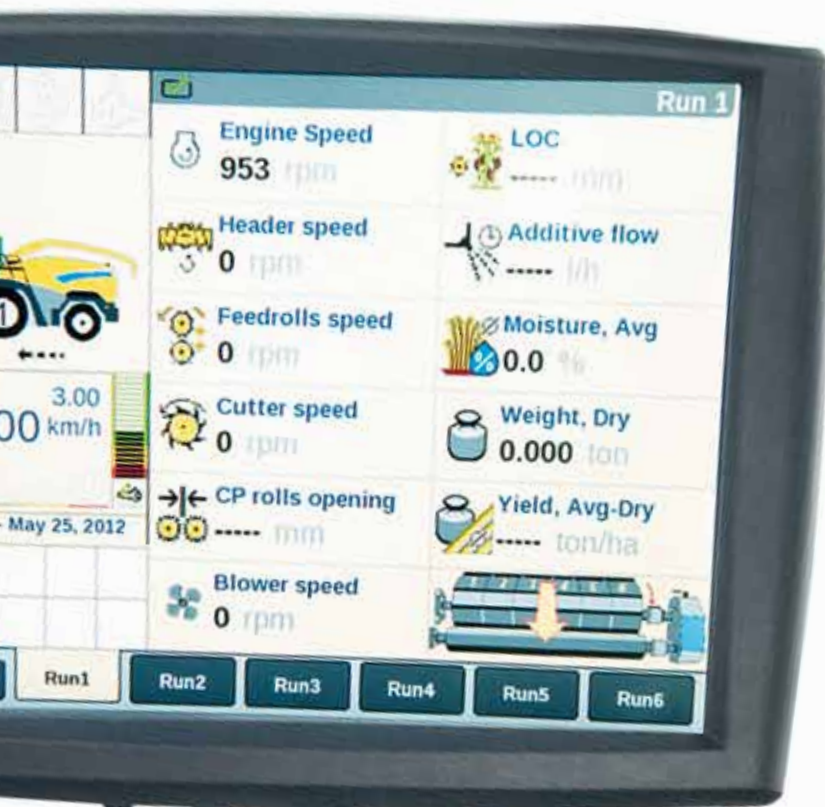 Run 1
Engine Speed
953 rpm
LOC
----- mm
Header speed
0 rpm
Additive flow
----- l/h
Feedrolls speed
0 rpm
Moisture, Avg
0.0 %
Cutter speed
0 rpm
Weight, Dry
0.000 ton
CP rolls opening
----- mm
Yield, Avg-Dry
----- ton/ha
Blower speed
0 rpm
1
3.00
00 km/h
- May 25, 2012
Run1
Run2
Run3
Run4
Run5
Run6